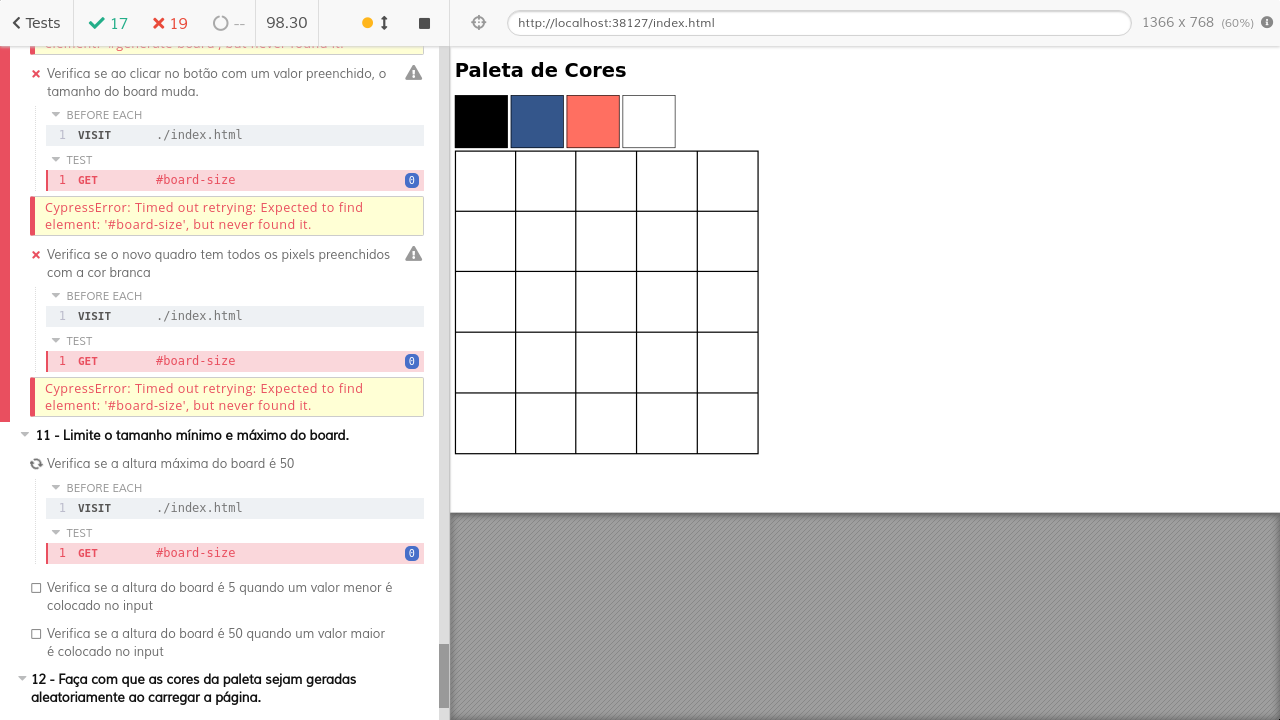 Tests 17 19 -- 98.30 http://localhost:38127/index.html 1366 x 768 (60%)
element: '#generate-board', but never found it.
Verifica se ao clicar no botão com um valor preenchido, o
tamanho do board muda.
BEFORE EACH
1 VISIT ./index.html
TEST
1 GET #board-size 0
CypressError: Timed out retrying: Expected to find
element: '#board-size', but never found it.
Verifica se o novo quadro tem todos os pixels preenchidos
com a cor branca
BEFORE EACH
1 VISIT ./index.html
TEST
1 GET #board-size 0
CypressError: Timed out retrying: Expected to find
element: '#board-size', but never found it.
11 - Limite o tamanho mínimo e máximo do board.
Verifica se a altura máxima do board é 50
BEFORE EACH
1 VISIT ./index.html
TEST
1 GET #board-size 0
Verifica se a altura do board é 5 quando um valor menor é
colocado no input
Verifica se a altura do board é 50 quando um valor maior
é colocado no input
12 - Faça com que as cores da paleta sejam geradas
aleatoriamente ao carregar a página.
Paleta de Cores